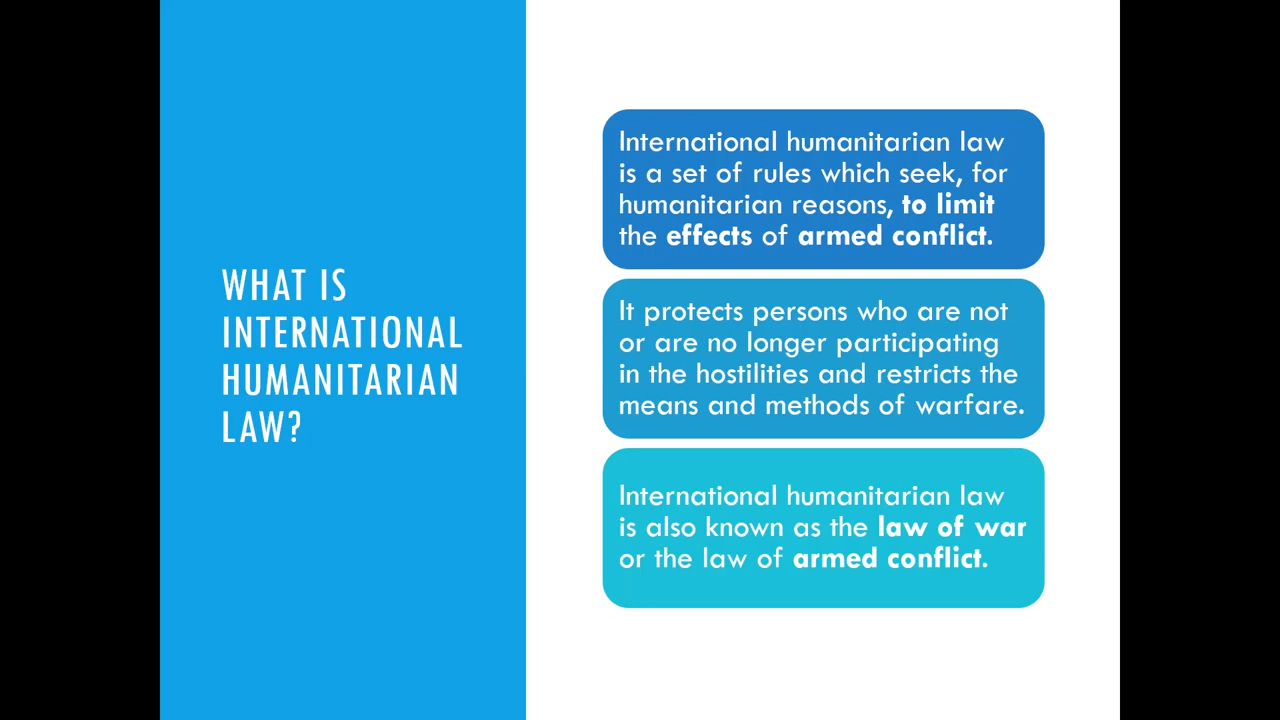 WHAT IS
INTERNATIONAL
HUMANITARIAN
LAW?
International humanitarian law
is a set of rules which seek, for
humanitarian reasons, to limit
the effects of armed conflict.
It protects persons who are not
or are no longer participating
in the hostilities and restricts the
means and methods of warfare.
International humanitarian law
is also known as the law of war
or the law of armed conflict.